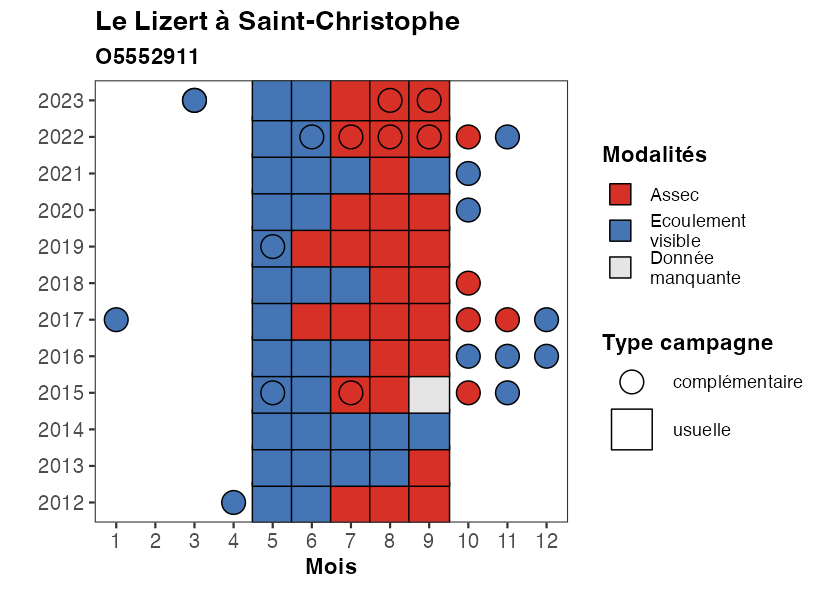 Le Lizert à Saint-Christophe
O5552911
2023
2022
2021
2020
2019
2018
2017
2016
2015
2014
2013
2012
1 2 3 4 5 6 7 8 9 10 11 12
Mois
Modalités
Assec
Ecoulement
visible
Donnée
manquante
Type campagne
complémentaire
usuelle